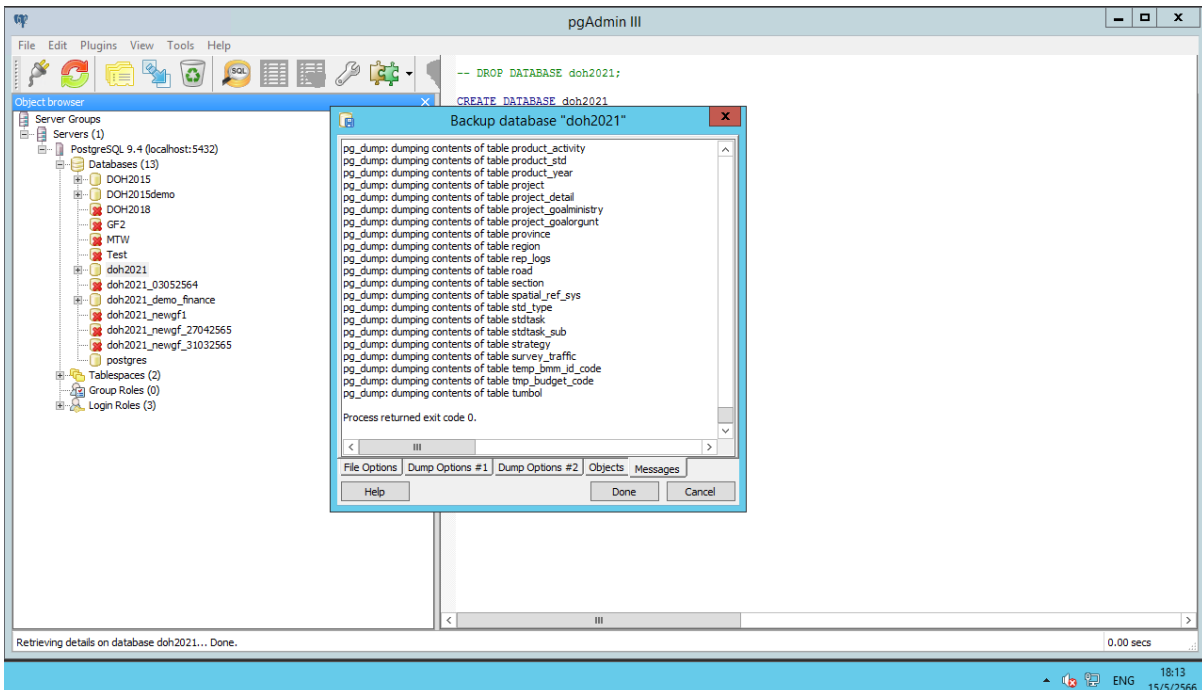 pgAdmin III
File Edit Plugins View Tools Help
SQL
Object browser
Server Groups
Servers (1)
PostgreSQL 9.4 (localhost:5432)
Databases (13)
DOH2015
DOH2015demo
DOH2018
GF2
MTW
Test
doh2021
doh2021_03052564
doh2021_demo_finance
doh2021_newgf1
doh2021_newgf_27042565
doh2021_newgf_31032565
postgres
Tablespaces (2)
Group Roles (0)
Login Roles (3)
-- DROP DATABASE doh2021;
CREATE DATABASE doh2021
Backup database "doh2021"
pg_dump: dumping contents of table product_activity
pg_dump: dumping contents of table product_std
pg_dump: dumping contents of table product_year
pg_dump: dumping contents of table project
pg_dump: dumping contents of table project_detail
pg_dump: dumping contents of table project_goalministry
pg_dump: dumping contents of table project_goalorgunt
pg_dump: dumping contents of table province
pg_dump: dumping contents of table region
pg_dump: dumping contents of table rep_logs
pg_dump: dumping contents of table road
pg_dump: dumping contents of table section
pg_dump: dumping contents of table spatial_ref_sys
pg_dump: dumping contents of table std_type
pg_dump: dumping contents of table stdtask
pg_dump: dumping contents of table stdtask_sub
pg_dump: dumping contents of table strategy
pg_dump: dumping contents of table survey_traffic
pg_dump: dumping contents of table temp_bmm_id_code
pg_dump: dumping contents of table tmp_budget_code
pg_dump: dumping contents of table tumbol
Process returned exit code 0.
File Options Dump Options #1 Dump Options #2 Objects Messages
Help Done Cancel
Retrieving details on database doh2021... Done.
0.00 secs
ENG
18:13
15/5/2566